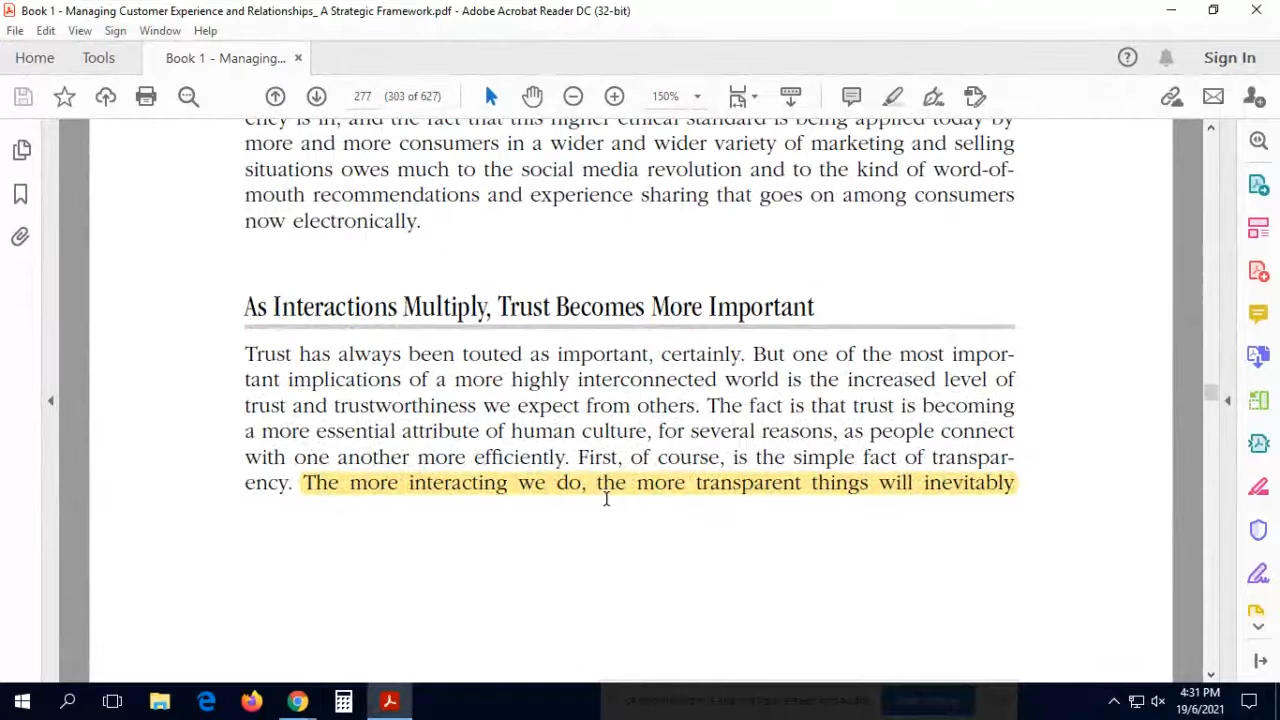 Book 1 - Managing Customer Experience and Relationships_ A Strategic Framework.pdf - Adobe Acrobat Reader DC (32-bit)
File Edit View Sign Window Help
Home Tools Book 1 - Managing... × Sign In
277 (303 of 627) 150%
ency is in, and the fact that this higher ethical standard is being applied today by
more and more consumers in a wider and wider variety of marketing and selling
situations owes much to the social media revolution and to the kind of word-of-
mouth recommendations and experience sharing that goes on among consumers
now electronically.
As Interactions Multiply, Trust Becomes More Important
Trust has always been touted as important, certainly. But one of the most impor-
tant implications of a more highly interconnected world is the increased level of
trust and trustworthiness we expect from others. The fact is that trust is becoming
a more essential attribute of human culture, for several reasons, as people connect
with one another more efficiently. First, of course, is the simple fact of transpar-
ency. The more interacting we do, the more transparent things will inevitably
4:31 PM
19/6/2021